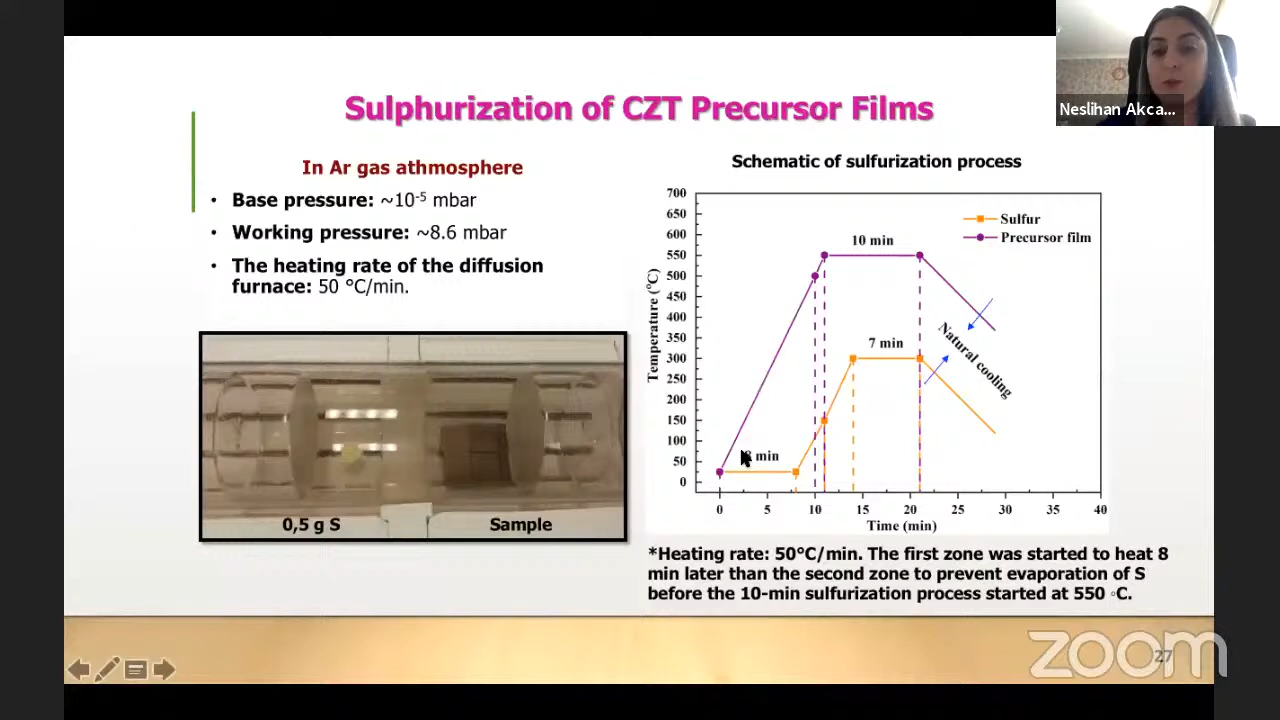 Neslihan Akca...
Sulphurization of CZT Precursor Films
In Ar gas athmosphere
• Base pressure: ~10⁻⁵ mbar
• Working pressure: ~8.6 mbar
• The heating rate of the diffusion
furnace: 50 °C/min.
0,5 g S
Sample
Schematic of sulfurization process
Temperature (°C)
700
650
600
550
500
450
400
350
300
200
150
100
50
0
Sulfur
Precursor film
10 min
7 min
min
Natural cooling
0 5 10 15 20 25 30 35 40
Time (min)
*Heating rate: 50°C/min. The first zone was started to heat 8
min later than the second zone to prevent evaporation of S
before the 10-min sulfurization process started at 550 ◦C.
27
zoom